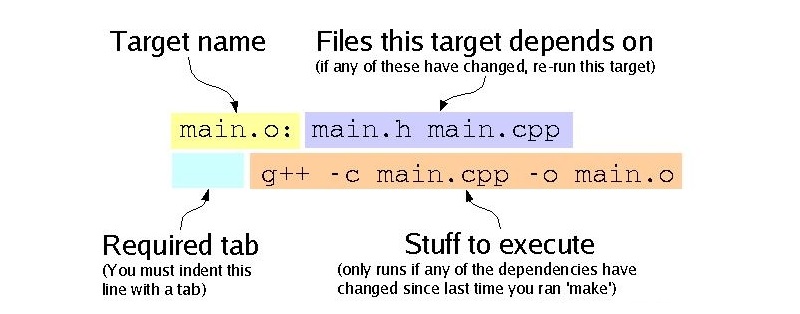 Target name
Files this target depends on
(if any of these have changed, re-run this target)
main.o: main.h main.cpp
g++ -c main.cpp -o main.o
Required tab
(You must indent this
line with a tab)
Stuff to execute
(only runs if any of the dependencies have
changed since last time you ran 'make')